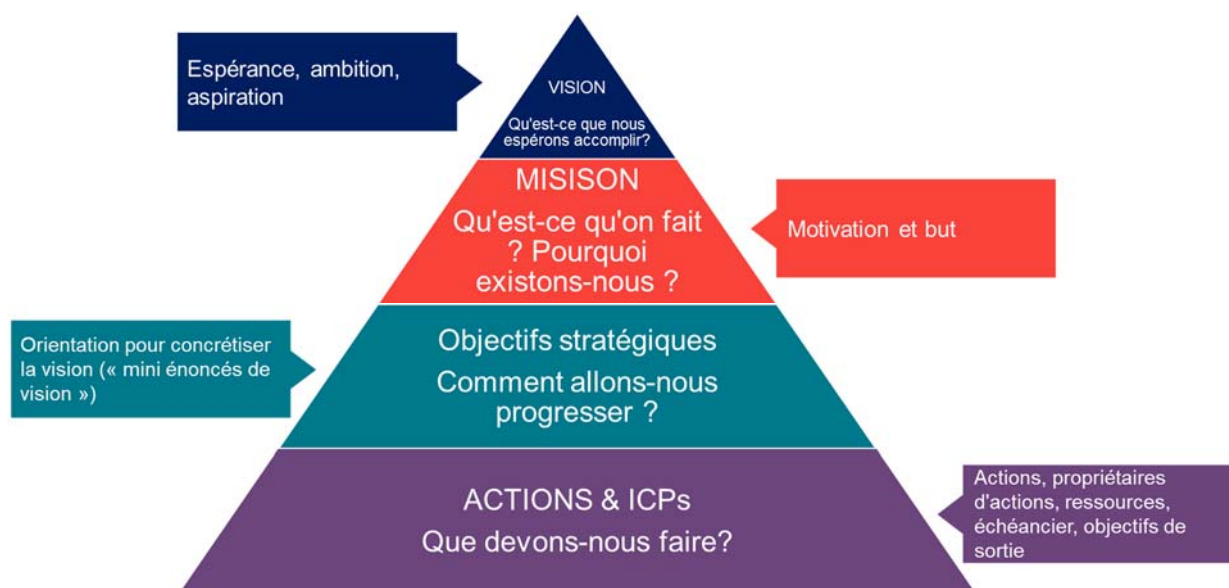 Espérance, ambition,
aspiration
VISION
Qu'est-ce que nous
espérons accomplir?
MISISON
Qu'est-ce qu'on fait
? Pourquoi
existons-nous ?
Motivation et but
Orientation pour concrétiser
la vision (« mini énoncés de
vision »)
Objectifs stratégiques
Comment allons-nous
progresser ?
ACTIONS & ICPs
Que devons-nous faire?
Actions, propriétaires
d'actions, ressources,
échéancier, objectifs de
sortie